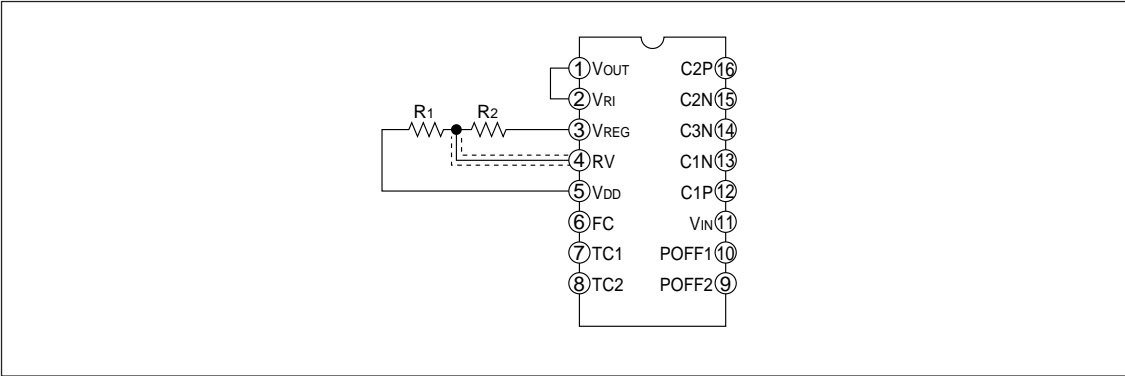 1 VOUT C2P 16
2 VRI C2N 15
R1 R2 3 VREG C3N 14
4 RV C1N 13
5 VDD C1P 12
6 FC VIN 11
7 TC1 POFF1 10
8 TC2 POFF2 9